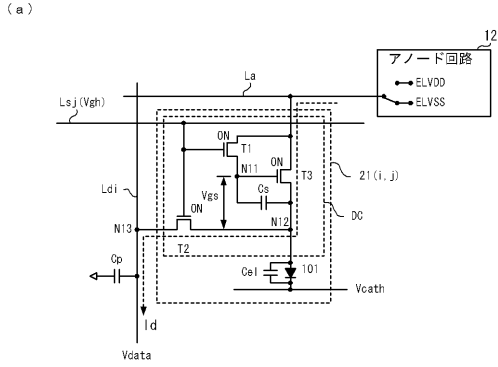 (a)
12
アノード回路
ELVDD
ELVSS
La
Lsj(Vgh)
ON
T1
ON
N11
T3
21(i,j)
Ldi
Vgs
Cs
ON
DC
N13
N12
T2
Cp
Cel
101
Vcath
Id
Vdata